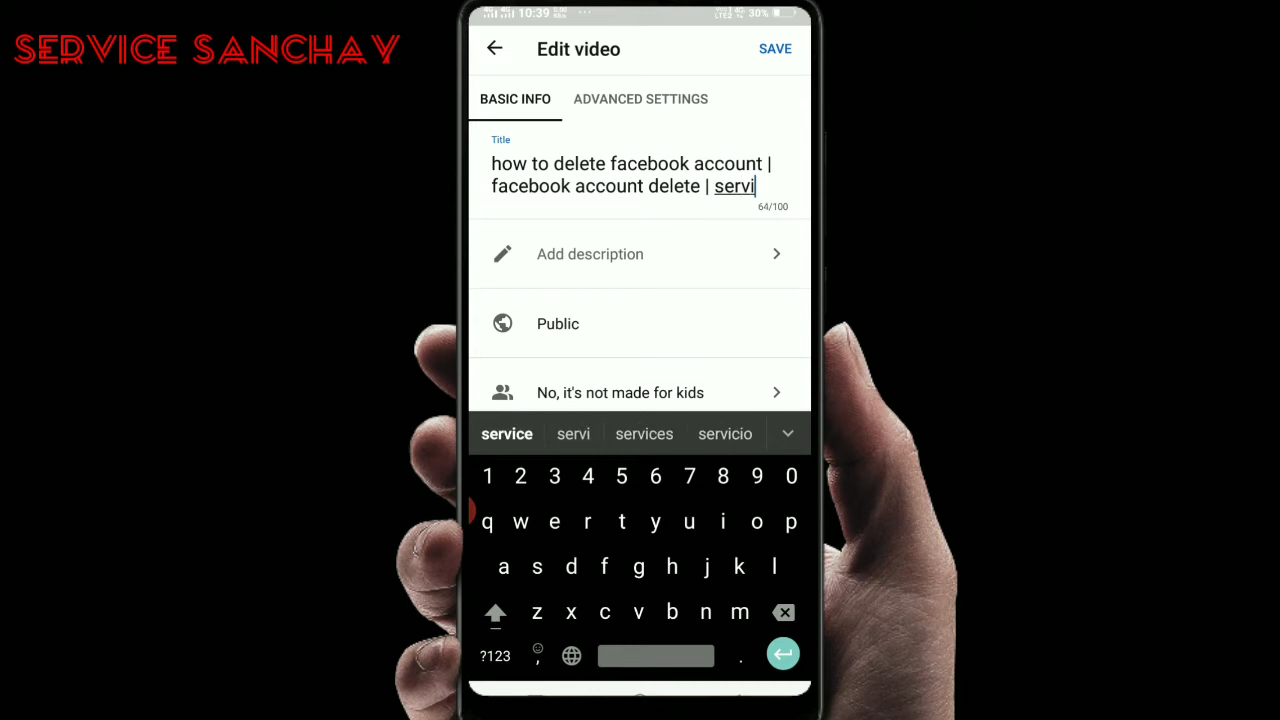 SERVICE SANCHAY
10:39 30%
Edit video SAVE
BASIC INFO ADVANCED SETTINGS
Title
how to delete facebook account |
facebook account delete | servi
64/100
Add description
Public
No, it's not made for kids
service servi services servicio
1 2 3 4 5 6 7 8 9 0
q w e r t y u i o p
a s d f g h j k l
z x c v b n m
?123 , .